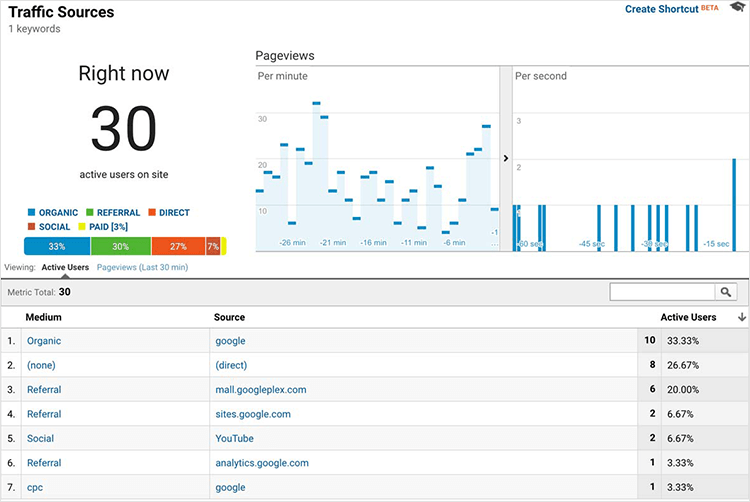 Traffic Sources
Create Shortcut BETA
1 keywords
Right now
30
active users on site
ORGANIC REFERRAL DIRECT
SOCIAL PAID [3%]
33% 30% 27% 7%
Pageviews
Per minute
30
20
10
-26 min -21 min -16 min -11 min -6 min -1
Per second
3
2
1
-60 sec -45 sec -30 sec -15 sec
Viewing: Active Users Pageviews (Last 30 min)
Metric Total: 30
Medium Source Active Users
1. Organic google 10 33.33%
2. (none) (direct) 8 26.67%
3. Referral mall.googleplex.com 6 20.00%
4. Referral sites.google.com 2 6.67%
5. Social YouTube 2 6.67%
6. Referral analytics.google.com 1 3.33%
7. cpc google 1 3.33%